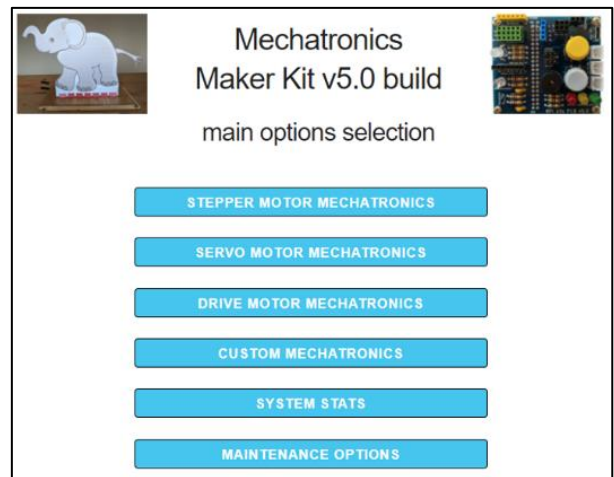 Mechatronics
Maker Kit v5.0 build
main options selection
STEPPER MOTOR MECHATRONICS
SERVO MOTOR MECHATRONICS
DRIVE MOTOR MECHATRONICS
CUSTOM MECHATRONICS
SYSTEM STATS
MAINTENANCE OPTIONS